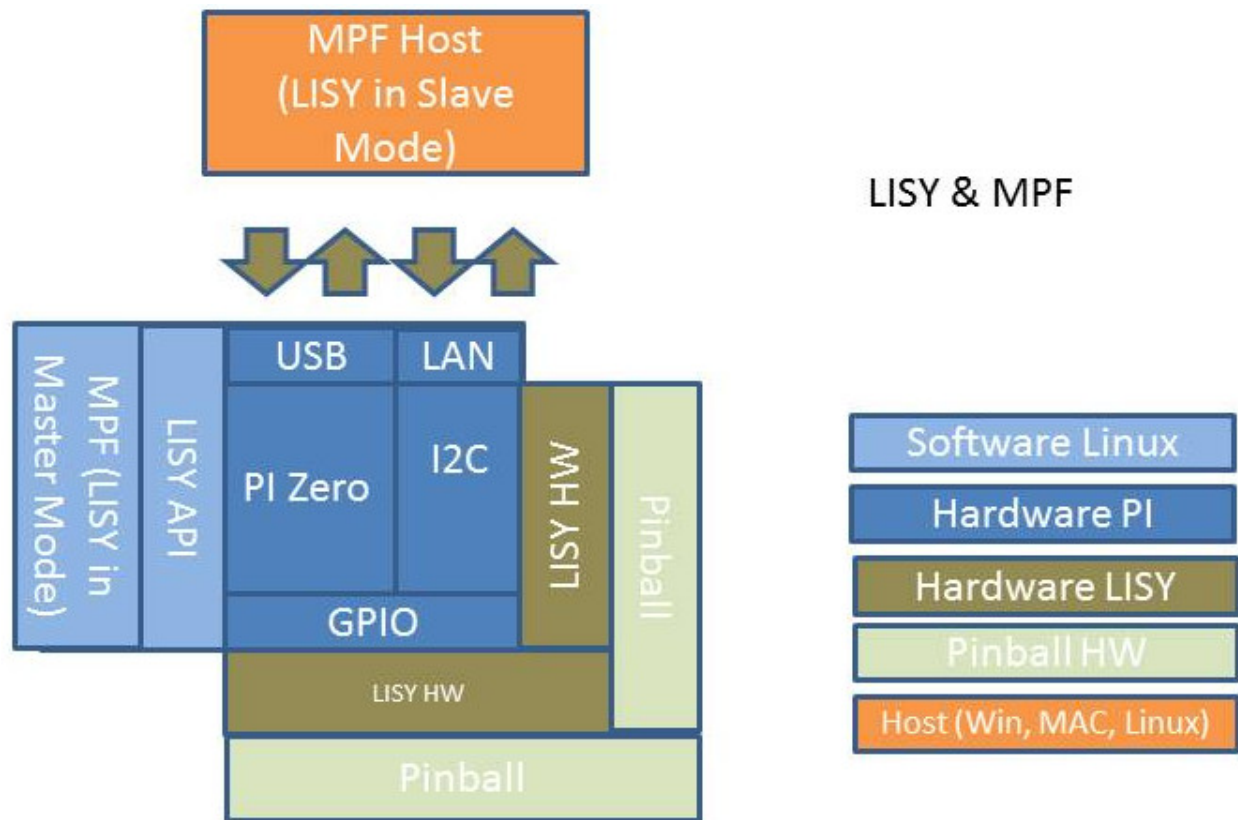 MPF Host
(LISY in Slave
Mode)
LISY & MPF
MPF (LISY in
Master Mode)
LISY API
USB
LAN
PI Zero
I2C
GPIO
LISY HW
Pinball
LISY HW
Pinball
Software Linux
Hardware PI
Hardware LISY
Pinball HW
Host (Win, MAC, Linux)